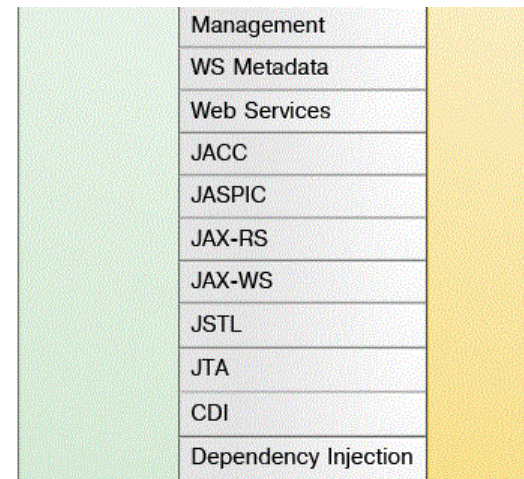 Management
WS Metadata
Web Services
JACC
JASPIC
JAX-RS
JAX-WS
JSTL
JTA
CDI
Dependency Injection